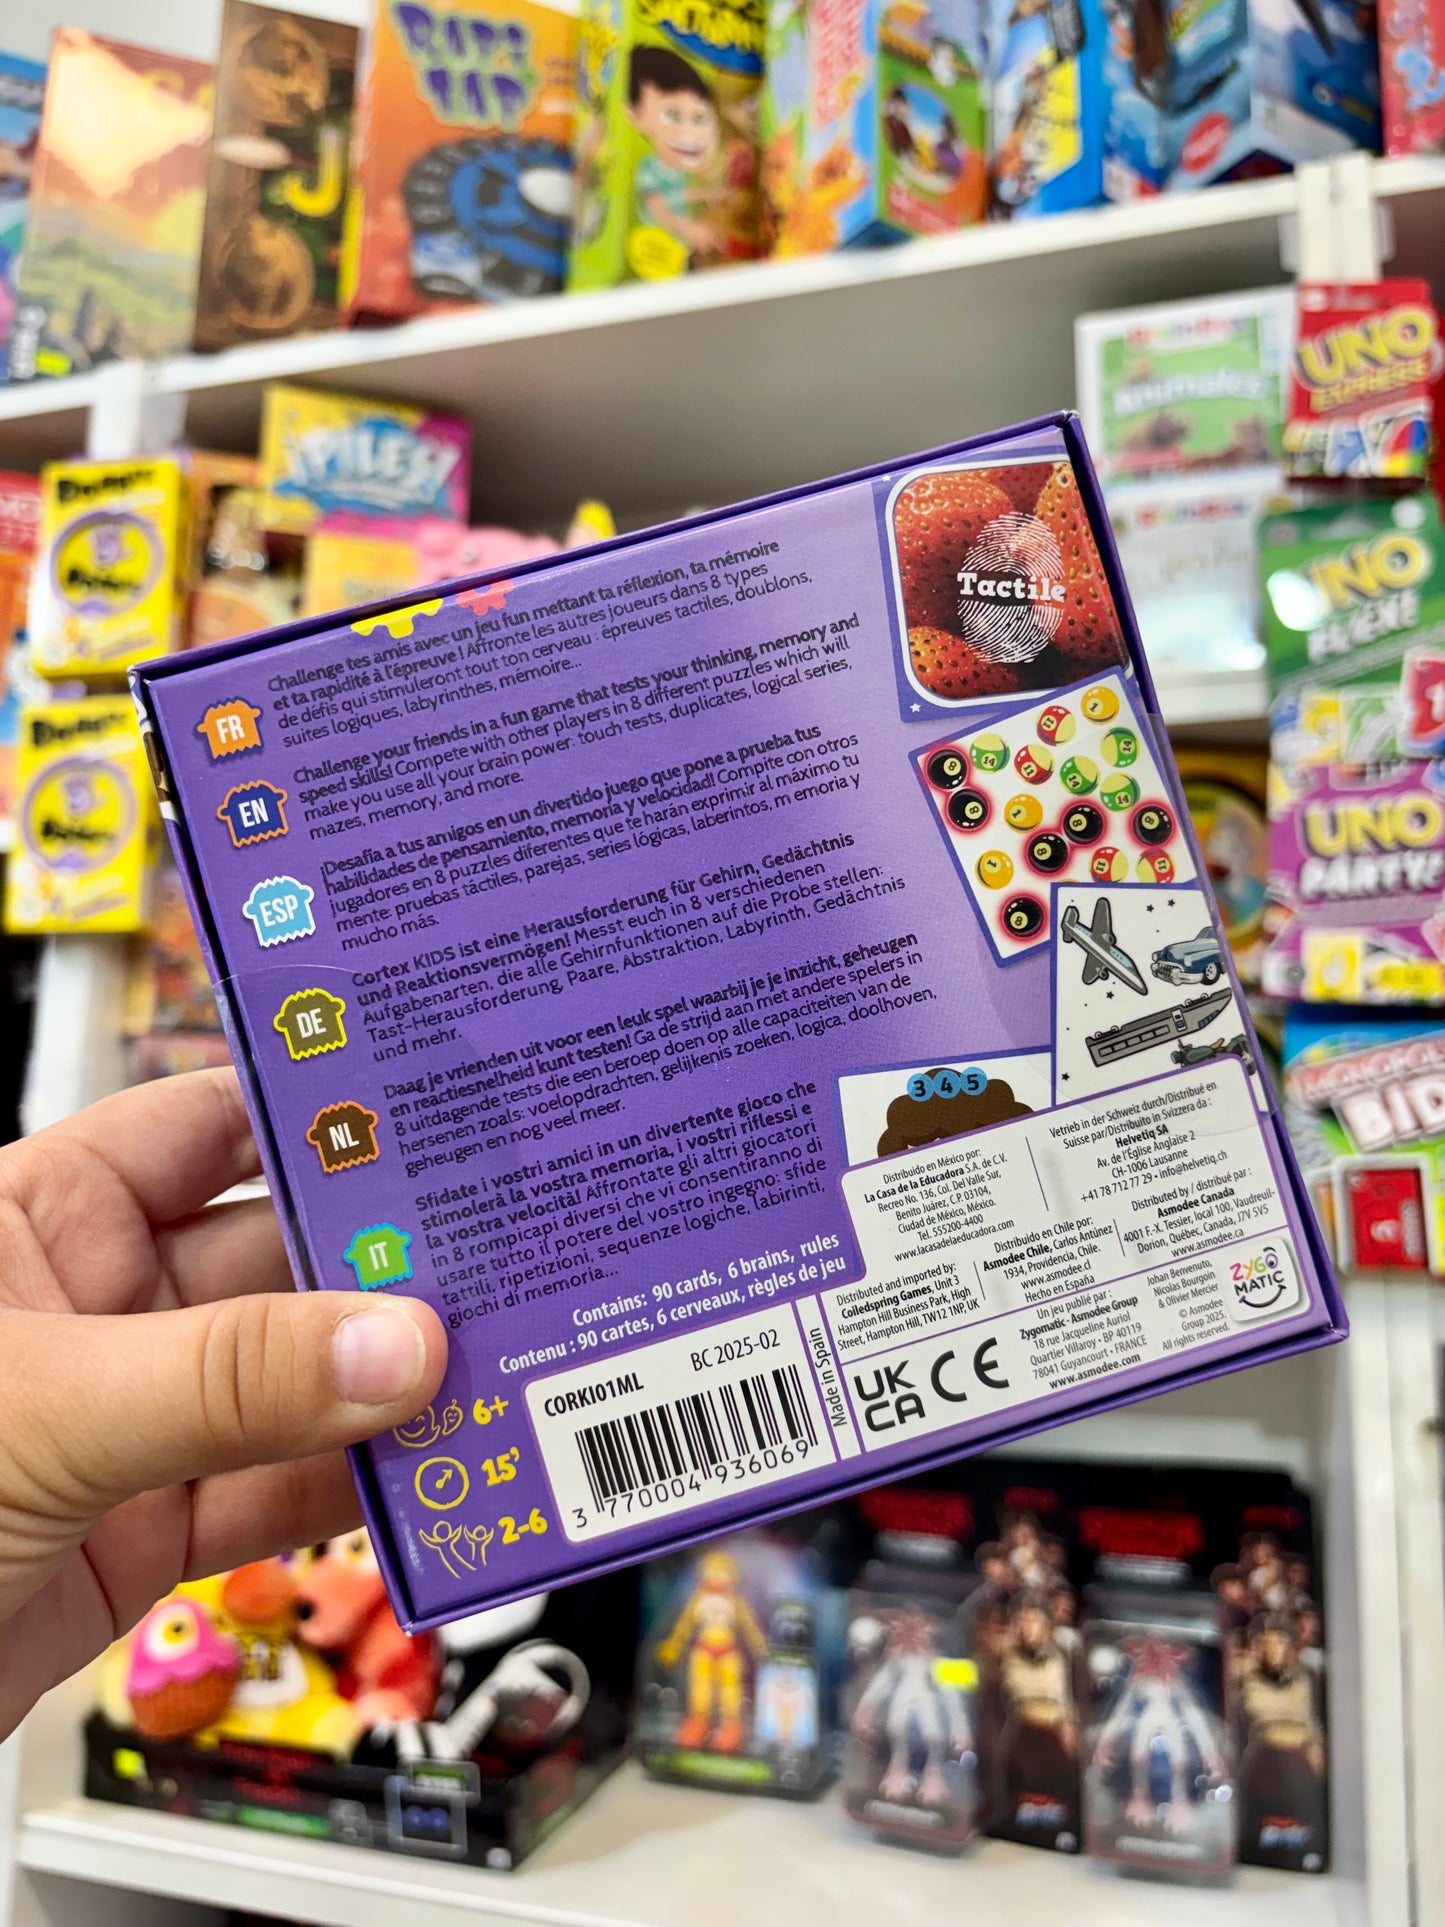 RAPI
TAP
¡PILES!
Animales
UNO
EXPRESS
UNO
FLEX!
UNO
PARTY!
MONOPOLY
BID
Tactile
FR
Challenge tes amis avec un jeu fun mettant ta réflexion, ta mémoire
et ta rapidité à l'épreuve ! Affronte les autres joueurs dans 8 types
de défis qui stimuleront tout ton cerveau : épreuves tactiles, doublons,
suites logiques, labyrinthes, mémoire...
EN
Challenge your friends in a fun game that tests your thinking, memory and
speed skills! Compete with other players in 8 different puzzles which will
make you use all your brain power: touch tests, duplicates, logical series,
mazes, memory, and more.
ESP
¡Desafía a tus amigos en un divertido juego que pone a prueba tus
habilidades de pensamiento, memoria y velocidad! Compite con otros
jugadores en 8 puzzles diferentes que te harán exprimir al máximo tu
mente: pruebas táctiles, parejas, series lógicas, laberintos, m emoria y
mucho más.
DE
Cortex KIDS ist eine Herausforderung für Gehirn, Gedächtnis
und Reaktionsvermögen! Messt euch in 8 verschiedenen
Aufgabenarten, die alle Gehirnfunktionen auf die Probe stellen:
Tast-Herausforderung, Paare, Abstraktion, Labyrinth, Gedächtnis
und mehr.
NL
Daag je vrienden uit voor een leuk spel waarbij je je inzicht, geheugen
en reactiesnelheid kunt testen! Ga de strijd aan met andere spelers in
8 uitdagende tests die een beroep doen op alle capaciteiten van de
hersenen zoals: voelopdrachten, gelijkenis zoeken, logica, doolhoven,
geheugen en nog veel meer.
IT
Sfidate i vostri amici in un divertente gioco che
stimolerà la vostra memoria, i vostri riflessi e
la vostra velocità! Affrontate gli altri giocatori
in 8 rompicapi diversi che vi consentiranno di
usare tutto il potere del vostro ingegno: sfide
tattili, ripetizioni, sequenze logiche, labirinti,
giochi di memoria...
Contains: 90 cards, 6 brains, rules
Contenu : 90 cartes, 6 cerveaux, règles de jeu
6+
15'
2-6
CORKI01ML
BC 2025-02
3 770004 936069
Made in Spain
3 4 5
Distribuido en México por:
La Casa de la Educadora S.A. de C.V.
Recreo No. 136, Col. Del Valle Sur,
Benito Juárez, C.P. 03104,
Ciudad de México, México.
Tel. 555200-4400
www.lacasadelaeducadora.com
Vertrieb in der Schweiz durch/Distribué en
Suisse par/Distribuito in Svizzera da :
Helvetiq SA
Av. de l'Église Anglaise 2
CH-1006 Lausanne
+41 78 712 77 29 • info@helvetiq.ch
Distributed and imported by:
Coiledspring Games, Unit 3
Hampton Hill Business Park, High
Street, Hampton Hill, TW12 1NP, UK
Distribuido en Chile por:
Asmodee Chile, Carlos Antúnez
1934, Providencia, Chile.
www.asmodee.cl
Hecho en España
Distributed by / distribué par :
Asmodee Canada
4001 F.-X. Tessier, local 100, Vaudreuil-
Dorion, Québec, Canada, J7V 5V5
www.asmodee.ca
UK
CA
CE
Un jeu publié par :
Zygomatic - Asmodee Group
18 rue Jacqueline Auriol
Quartier Villaroy • BP 40119
78041 Guyancourt • FRANCE
www.asmodee.com
Johan Benvenuto,
Nicolas Bourgoin
& Olivier Mercier
© Asmodee
Group 2025.
All rights reserved.
ZYGO
MATIC